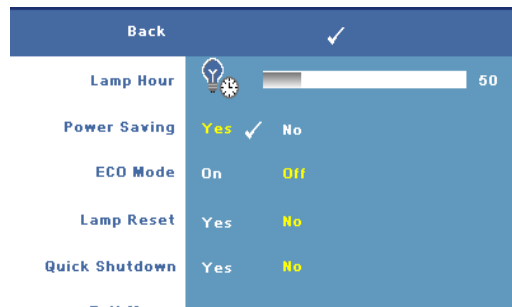 Back
Lamp Hour 50
Power Saving Yes No
ECO Mode On Off
Lamp Reset Yes No
Quick Shutdown Yes No